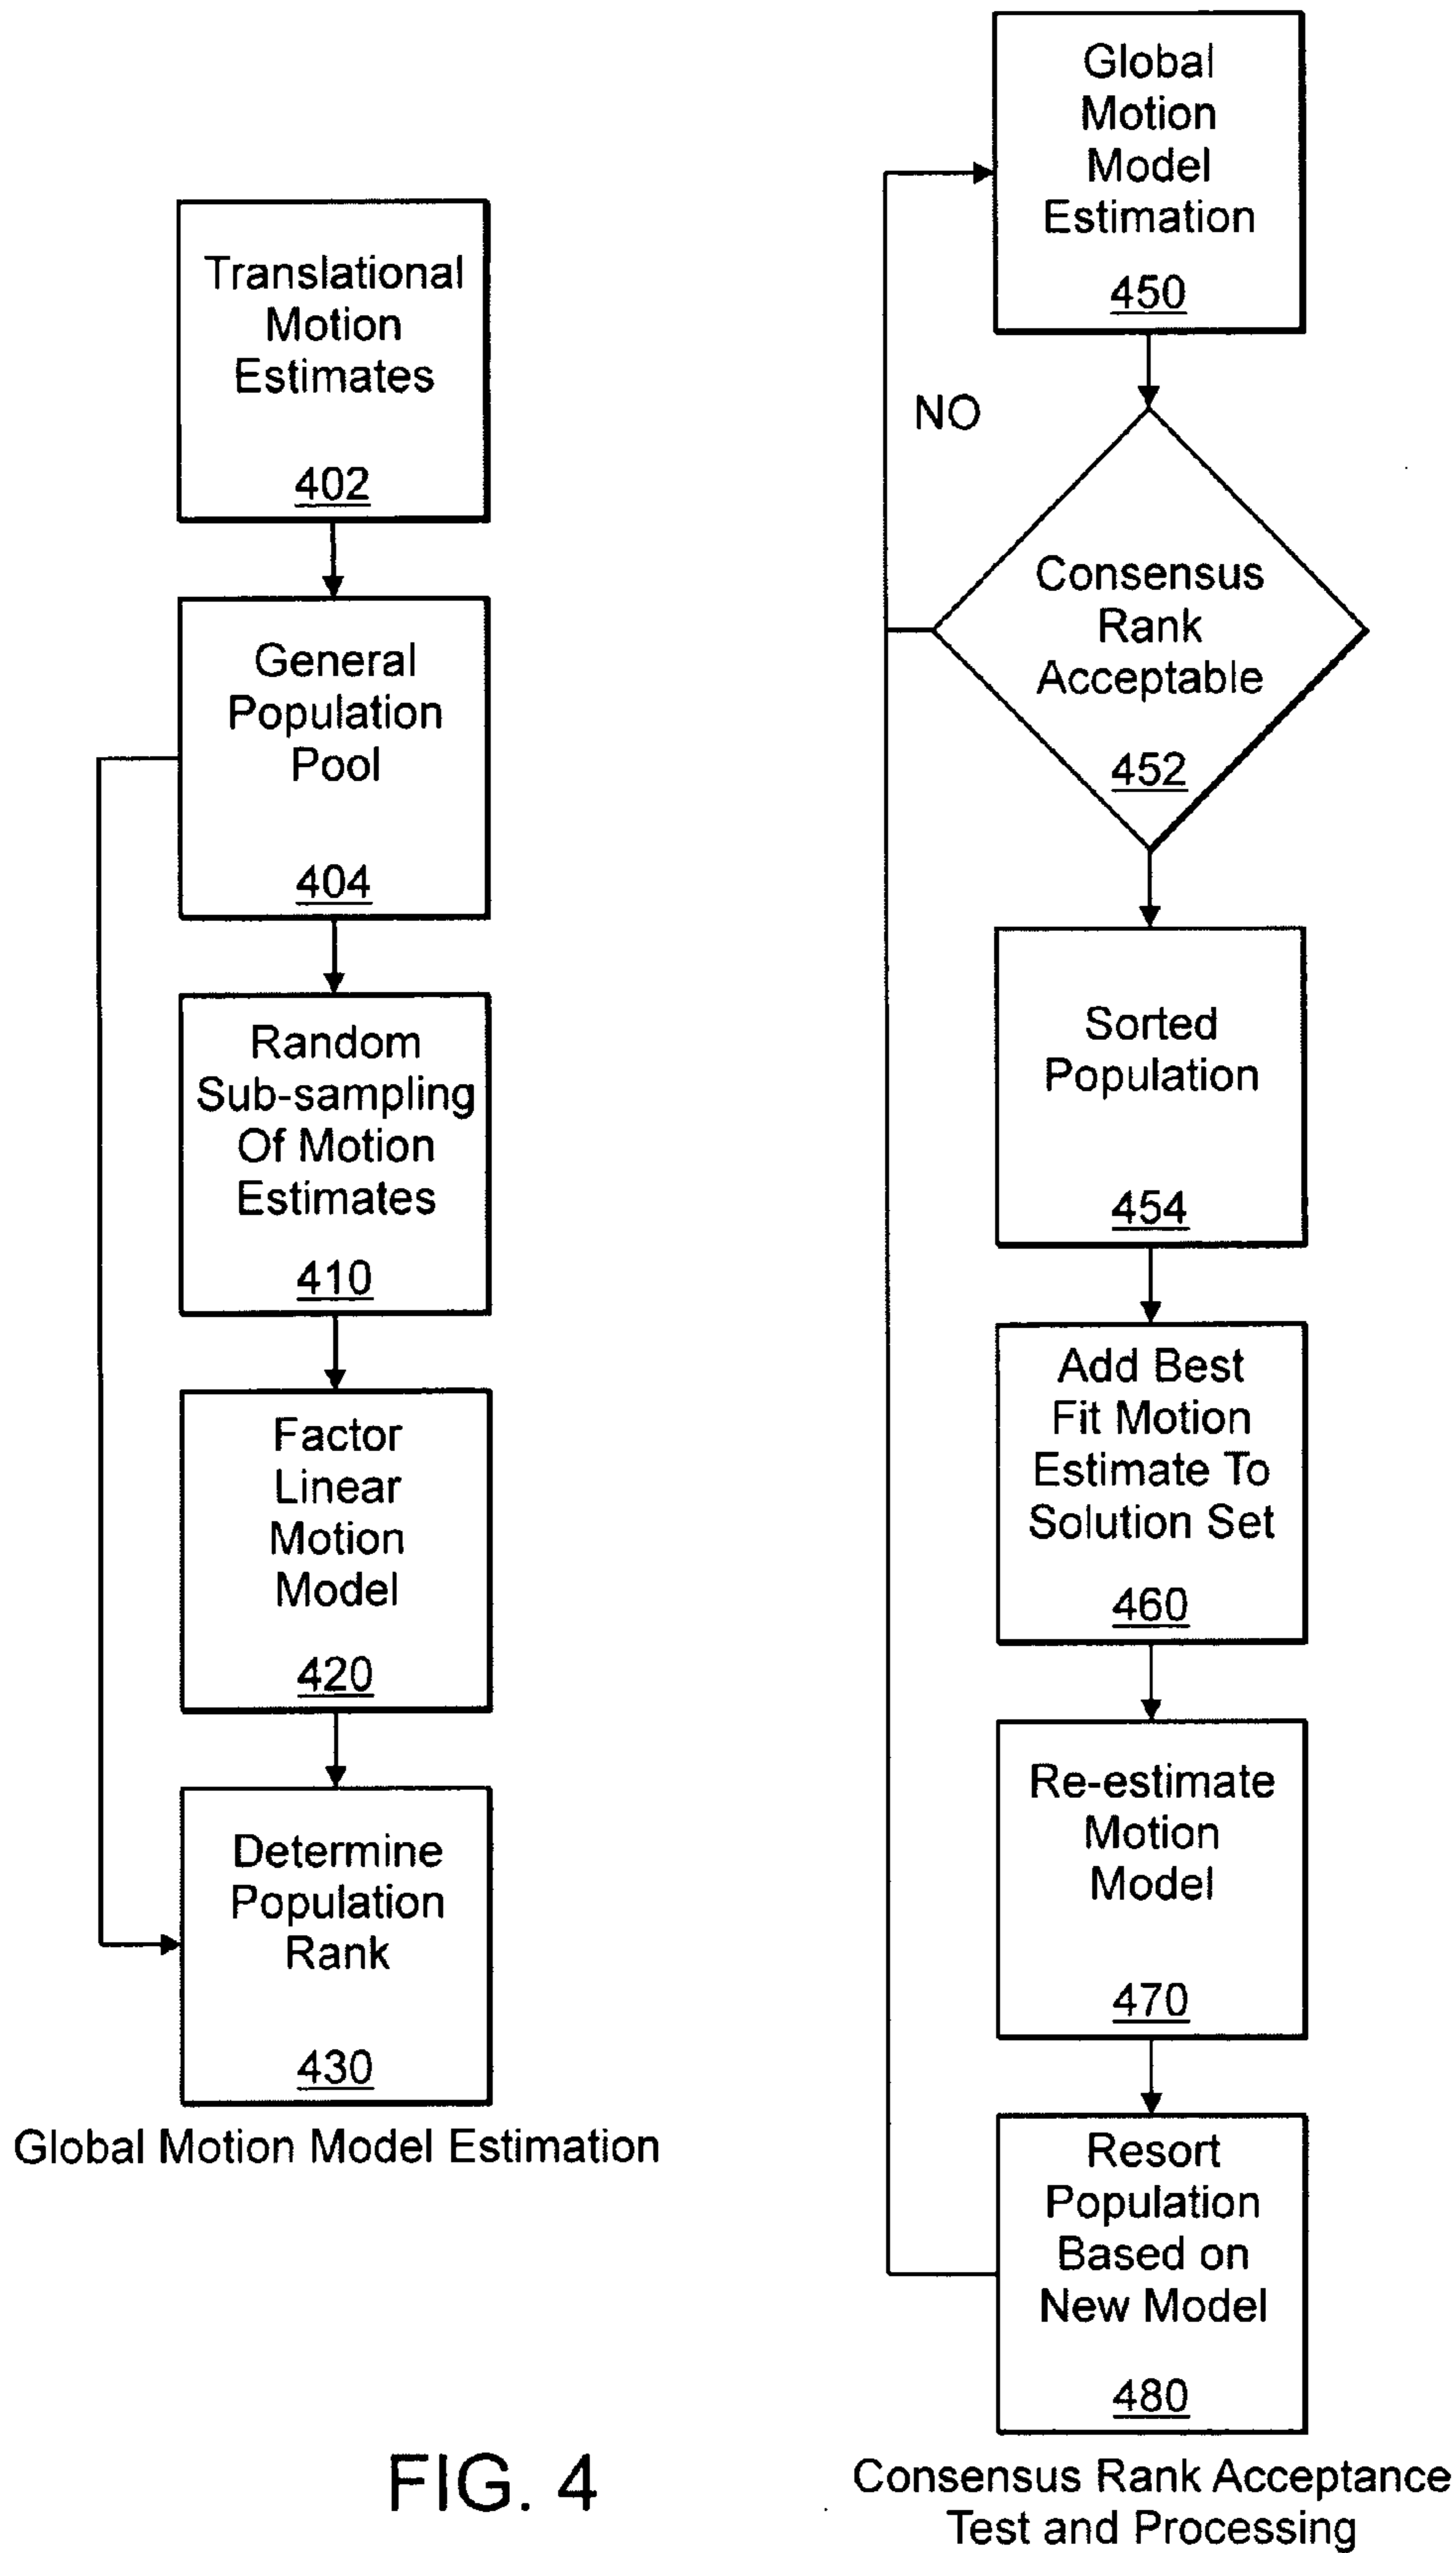 Translational
Motion
Estimates
402
General
Population
Pool
404
Random
Sub-sampling
Of Motion
Estimates
410
Factor
Linear
Motion
Model
420
Determine
Population
Rank
430
Global Motion Model Estimation
Global
Motion
Model
Estimation
450
NO
Consensus
Rank
Acceptable
452
Sorted
Population
454
Add Best
Fit Motion
Estimate To
Solution Set
460
Re-estimate
Motion
Model
470
Resort
Population
Based on
New Model
480
Consensus Rank Acceptance
Test and Processing
FIG. 4